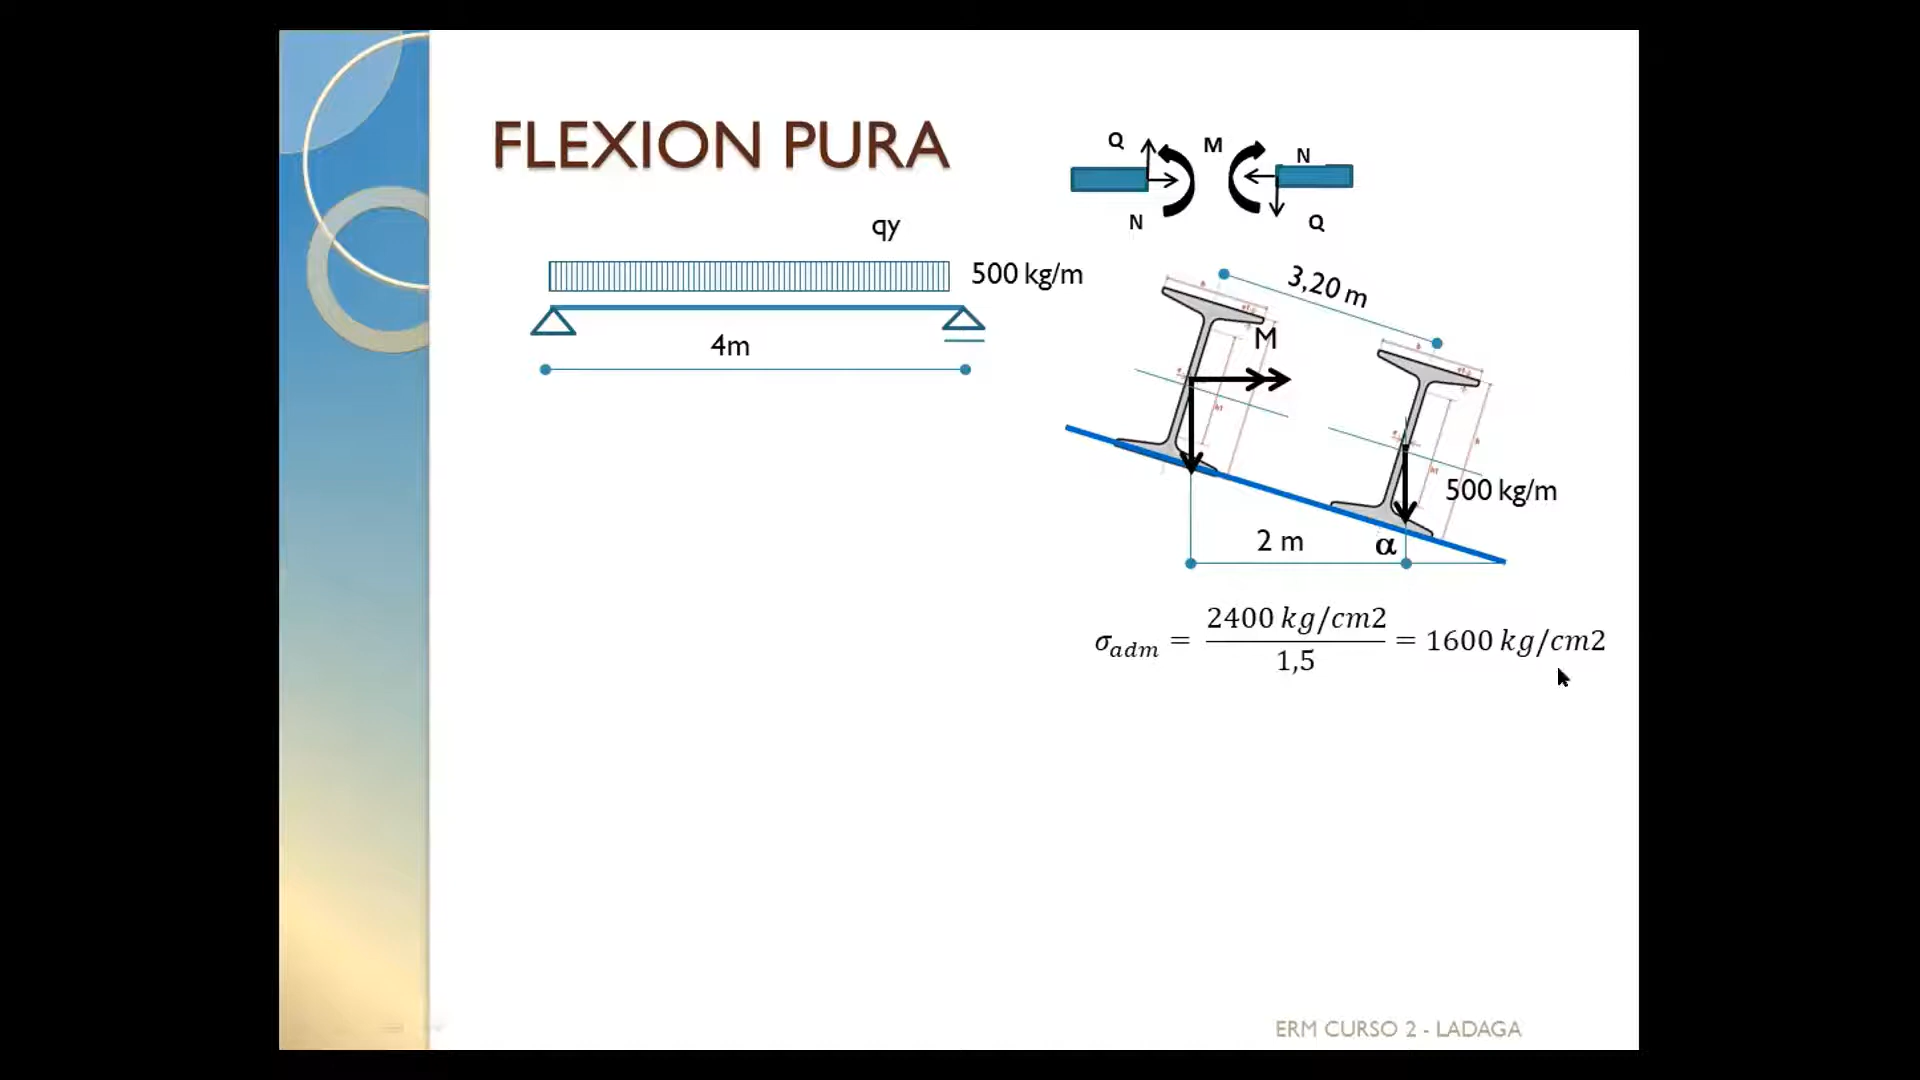 FLEXION PURA
Q
M
N
N
Q
qy
500 kg/m
4m
3,20 m
M
500 kg/m
2 m
α
σadm = 2400 kg/cm2 / 1,5 = 1600 kg/cm2
ERM CURSO 2 - LADAGA